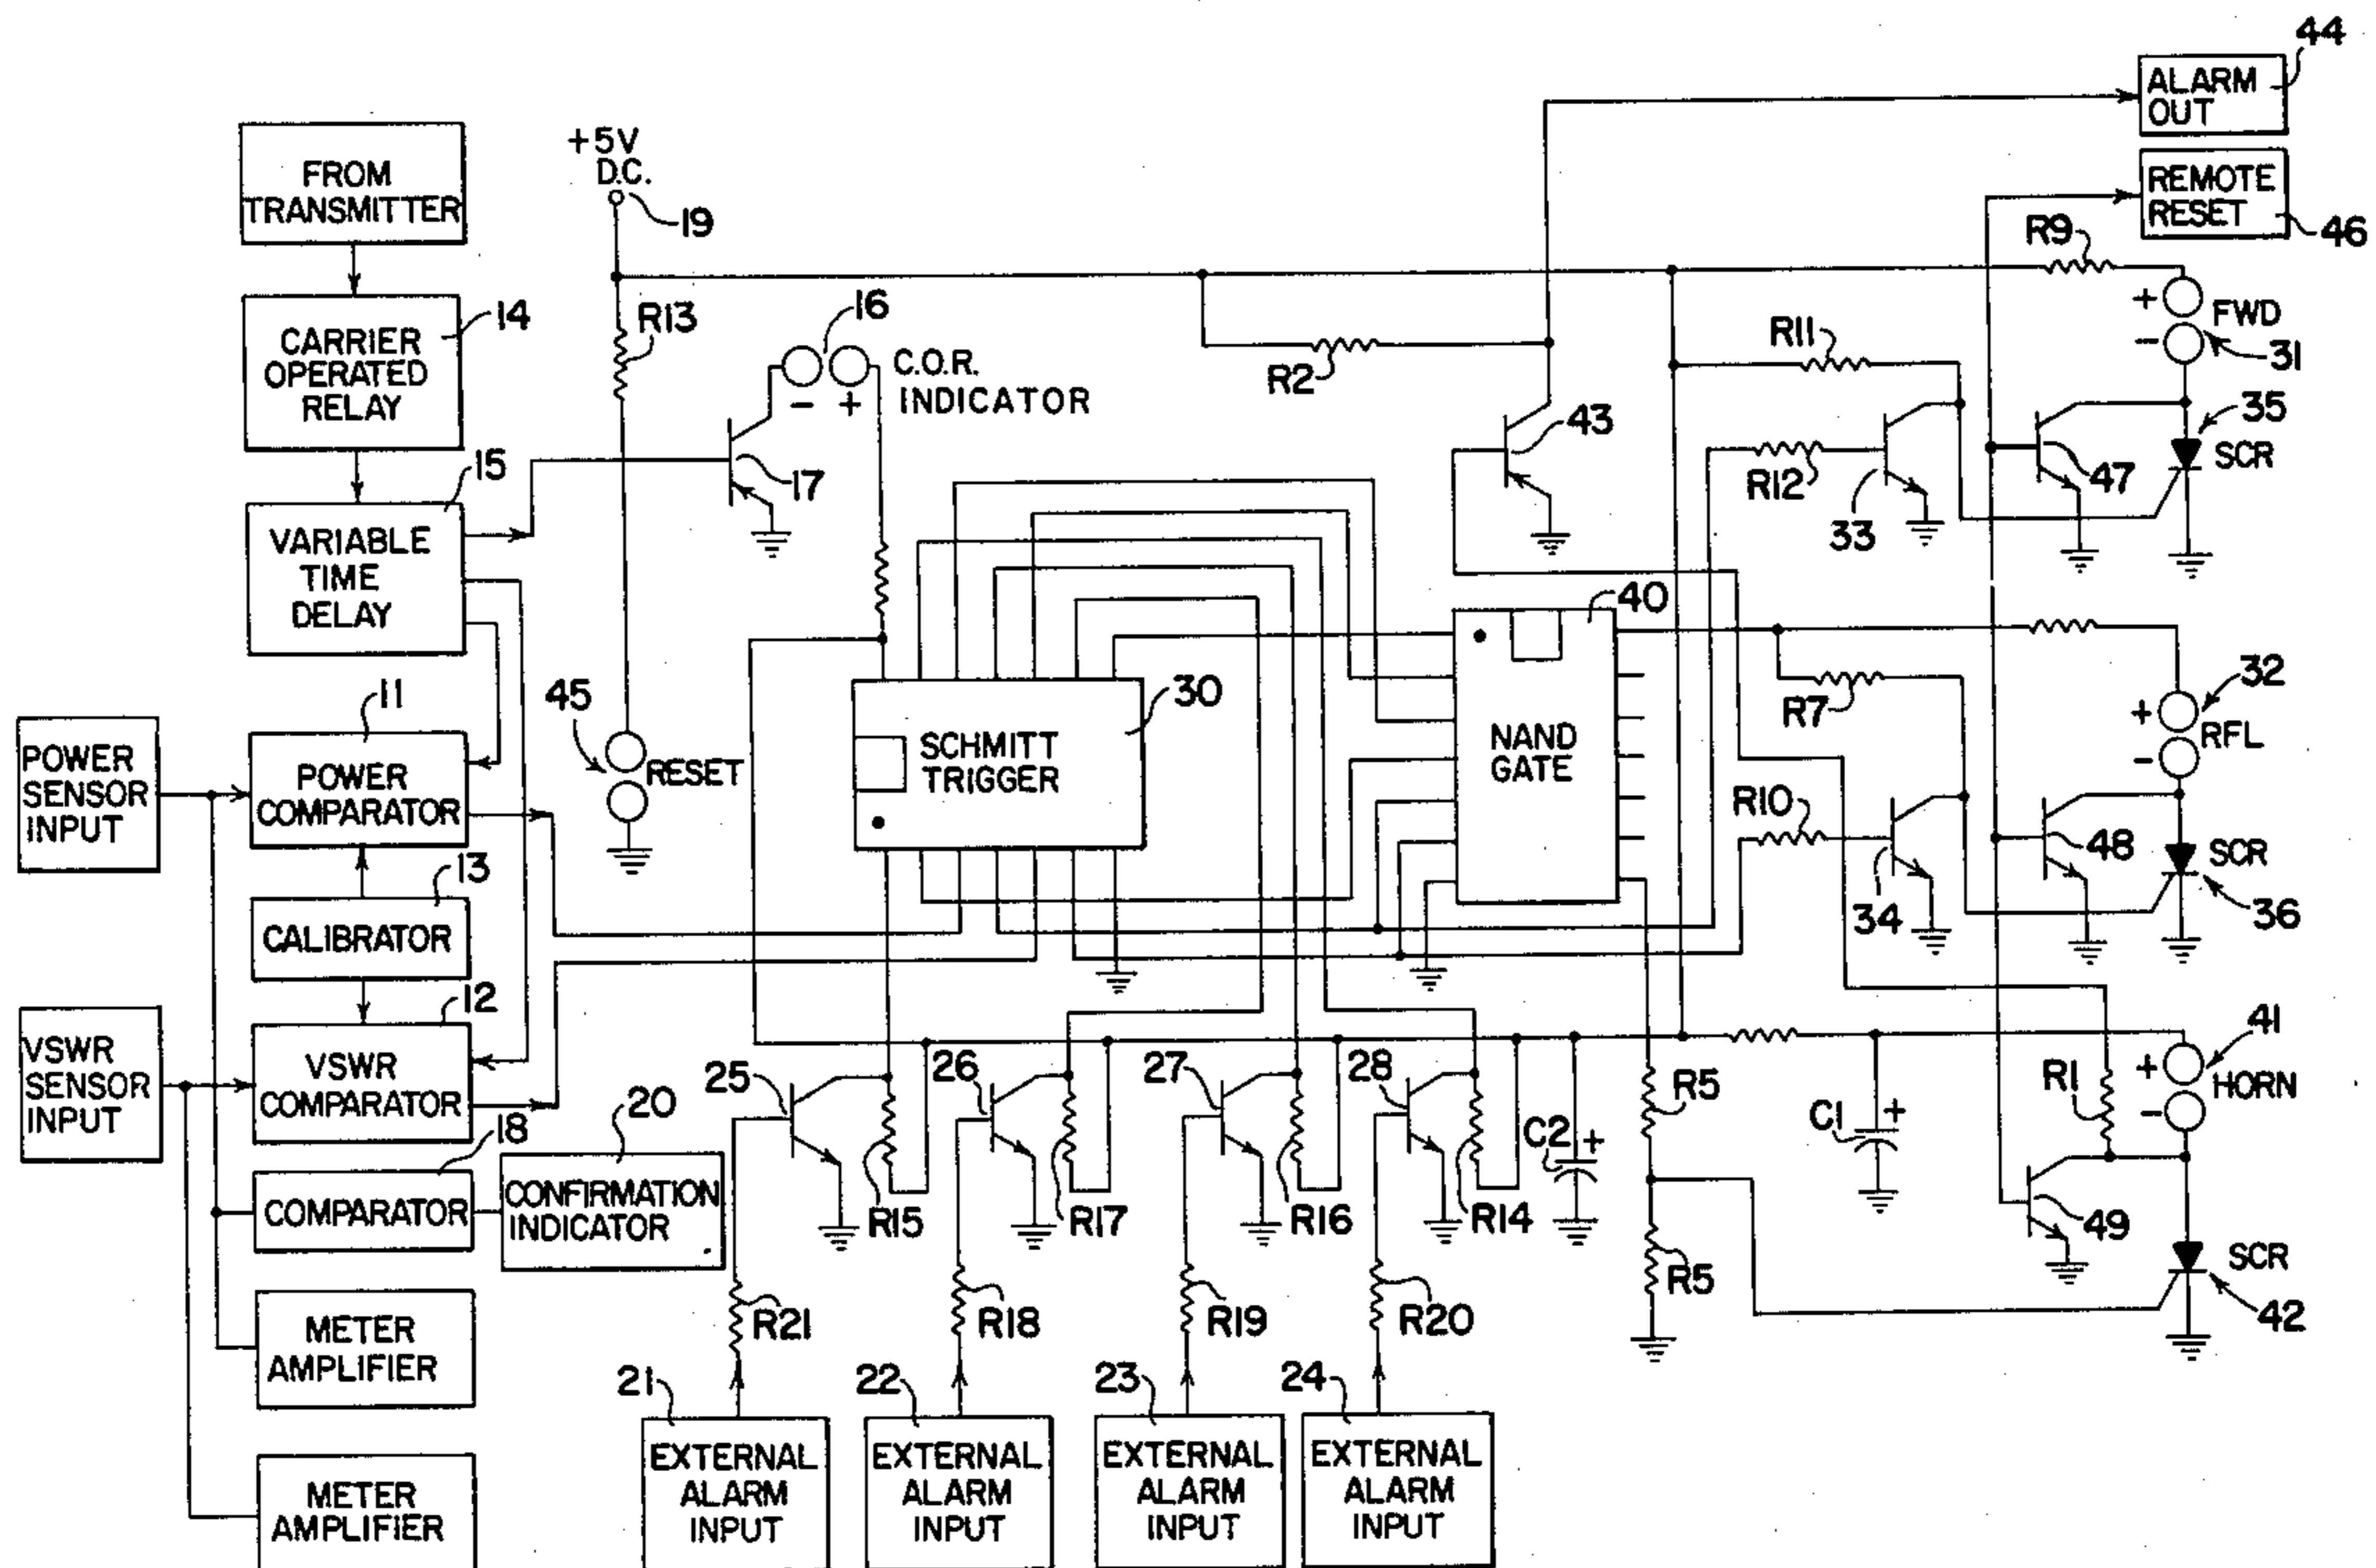 44
ALARM
OUT
FROM
TRANSMITTER
+5V
D.C.
19
REMOTE
RESET
46
R9
14
CARRIER
OPERATED
RELAY
R13
16
C.O.R.
INDICATOR
- +
R2
R11
+
-
FWD
31
43
35
SCR
15
VARIABLE
TIME
DELAY
17
R12
33
47
40
NAND
GATE
45
RESET
SCHMITT
TRIGGER
30
R7
32
+
-
RFL
11
POWER
SENSOR
INPUT
POWER
COMPARATOR
R10
34
48
SCR
36
13
CALIBRATOR
VSWR
SENSOR
INPUT
12
VSWR
COMPARATOR
25
26
27
28
C2
+
R5
C1
+
R1
+
-
41
HORN
18
COMPARATOR
20
CONFIRMATION
INDICATOR
R15
R17
R16
R14
R5
49
SCR
42
METER
AMPLIFIER
R21
R18
R19
R20
METER
AMPLIFIER
21
EXTERNAL
ALARM
INPUT
22
EXTERNAL
ALARM
INPUT
23
EXTERNAL
ALARM
INPUT
24
EXTERNAL
ALARM
INPUT